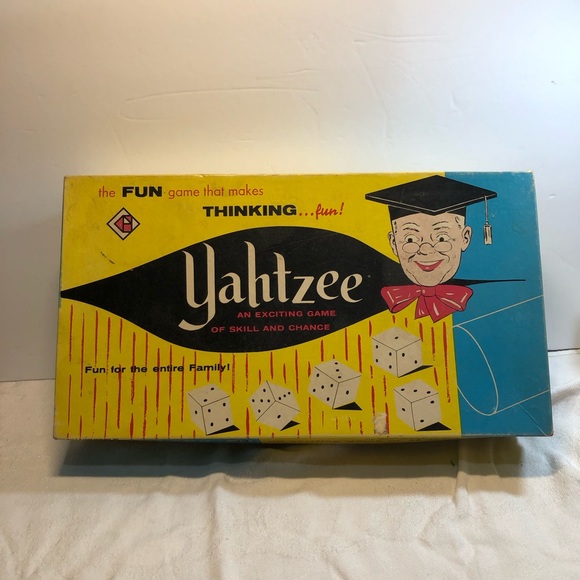 the FUN game that makes
THINKING...fun!
Yahtzee
AN EXCITING GAME
OF SKILL AND CHANCE
Fun for the entire Family!